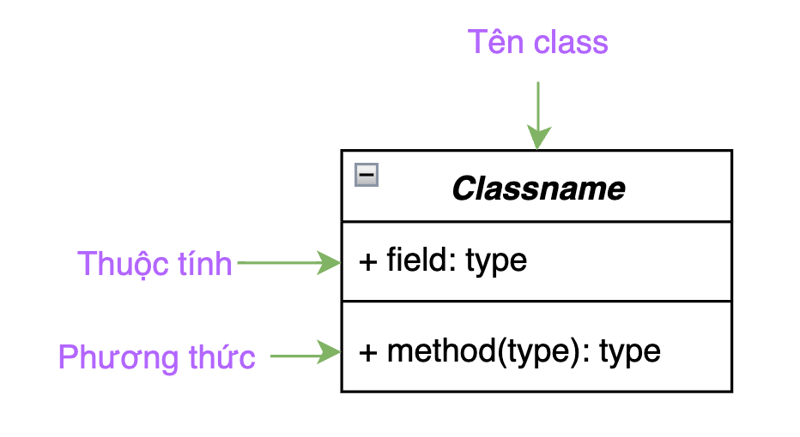 Tên class
Classname
Thuộc tính
+ field: type
Phương thức
+ method(type): type